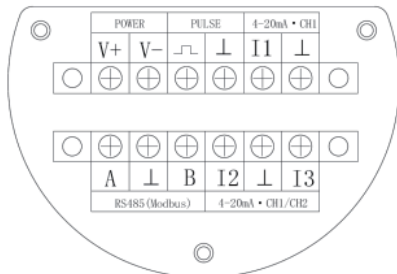 POWER PULSE 4-20mA • CH1
V+ V- ⎍ ⊥ I1 ⊥
A ⊥ B I2 ⊥ I3
RS485(Modbus) 4-20mA • CH1/CH2